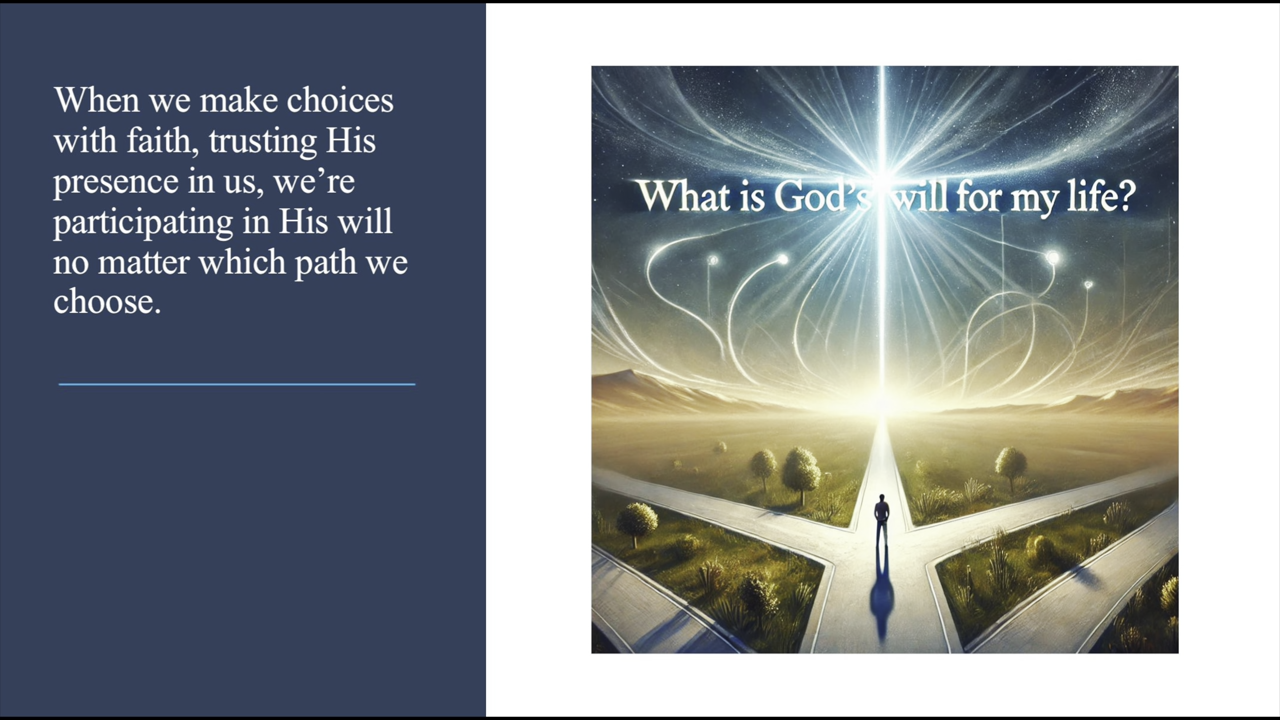 When we make choices
with faith, trusting His
presence in us, we’re
participating in His will
no matter which path we
choose.
What is God’s will for my life?